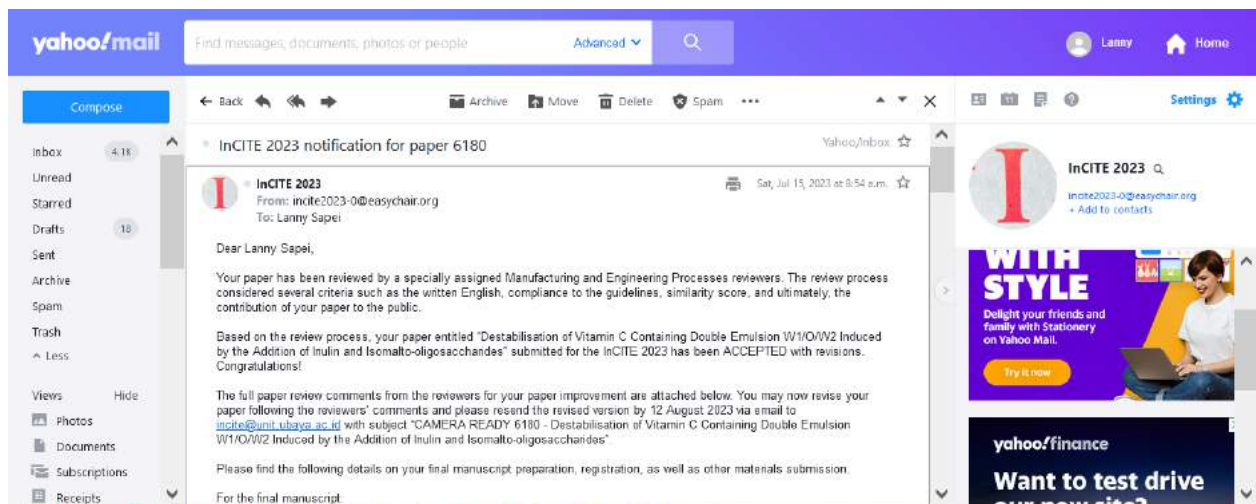 yahoo!mail
Find messages, documents, photos or people
Advanced
Lanny
Home
Compose
Back
Archive
Move
Delete
Spam
Settings
Inbox
Unread
Starred
Drafts 18
Sent
Archive
Spam
Trash
Less
Views Hide
Photos
Documents
Subscriptions
Receipts
InCITE 2023 notification for paper 6180
Yahoo/Inbox
InCITE 2023
Sat, Jul 15, 2023 at 8:54 a.m.
From: incite2023-0@easychair.org
To: Lanny Sapei
Dear Lanny Sapei,
Your paper has been reviewed by a specially assigned Manufacturing and Engineering Processes reviewers. The review process
considered several criteria such as the written English, compliance to the guidelines, similarity score, and ultimately, the
contribution of your paper to the public.
Based on the review process, your paper entitled "Destabilisation of Vitamin C Containing Double Emulsion W1/O/W2 Induced
by the Addition of Inulin and Isomalto-oligosaccharides" submitted for the InCITE 2023 has been ACCEPTED with revisions.
Congratulations!
The full paper review comments from the reviewers for your paper improvement are attached below. You may now revise your
paper following the reviewers' comments and please resend the revised version by 12 August 2023 via email to
incite@unit.ubaya.ac.id with subject "CAMERA READY 6180 - Destabilisation of Vitamin C Containing Double Emulsion
W1/O/W2 Induced by the Addition of Inulin and Isomalto-oligosaccharides"
Please find the following details on your final manuscript preparation, registration, as well as other materials submission.
For the final manuscript:
InCITE 2023
incite2023-0@easychair.org
+ Add to contacts
WITH
STYLE
Delight your friends and
family with Stationery
on Yahoo Mail.
Try it now
yahoo!finance
Want to test drive
our new site?